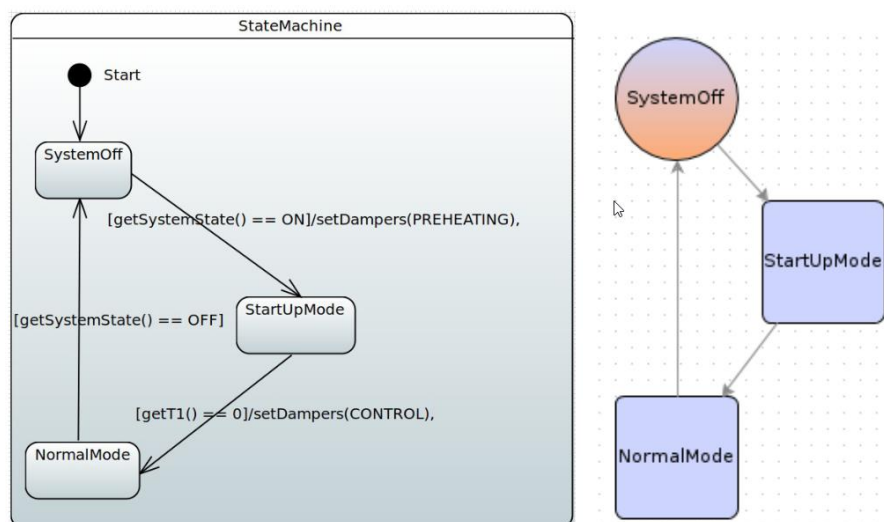 StateMachine
Start
SystemOff
[getSystemState() == ON]/setDampers(PREHEATING),
StartUpMode
[getSystemState() == OFF]
[getT1() == 0]/setDampers(CONTROL),
NormalMode
SystemOff
StartUpMode
NormalMode